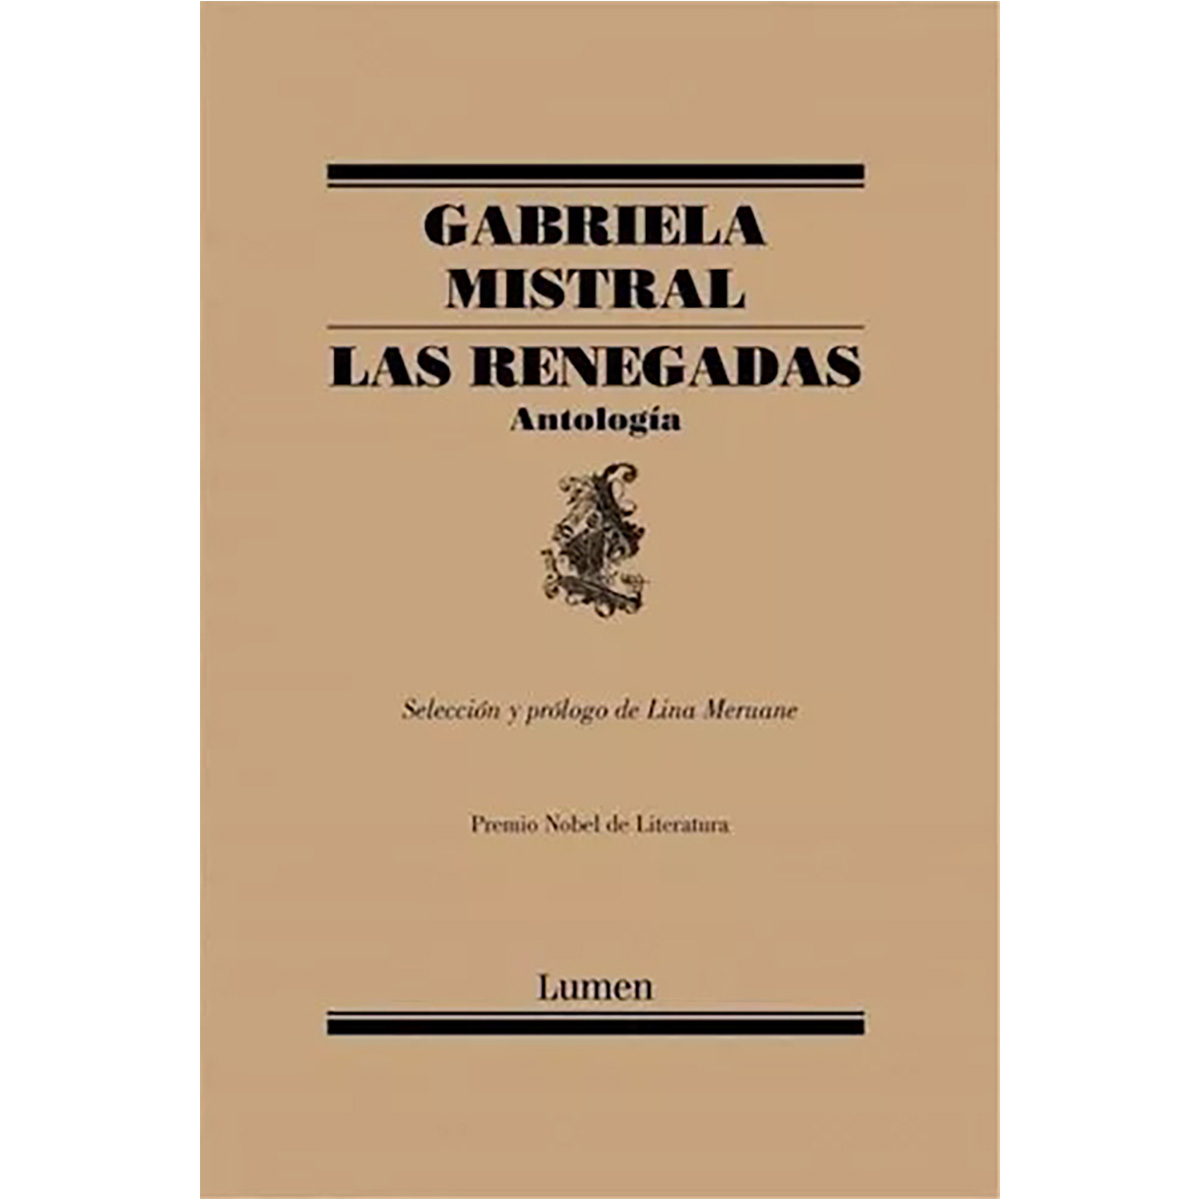 GABRIELA
MISTRAL
LAS RENEGADAS
Antología
Selección y prólogo de Lina Meruane
Premio Nobel de Literatura
Lumen